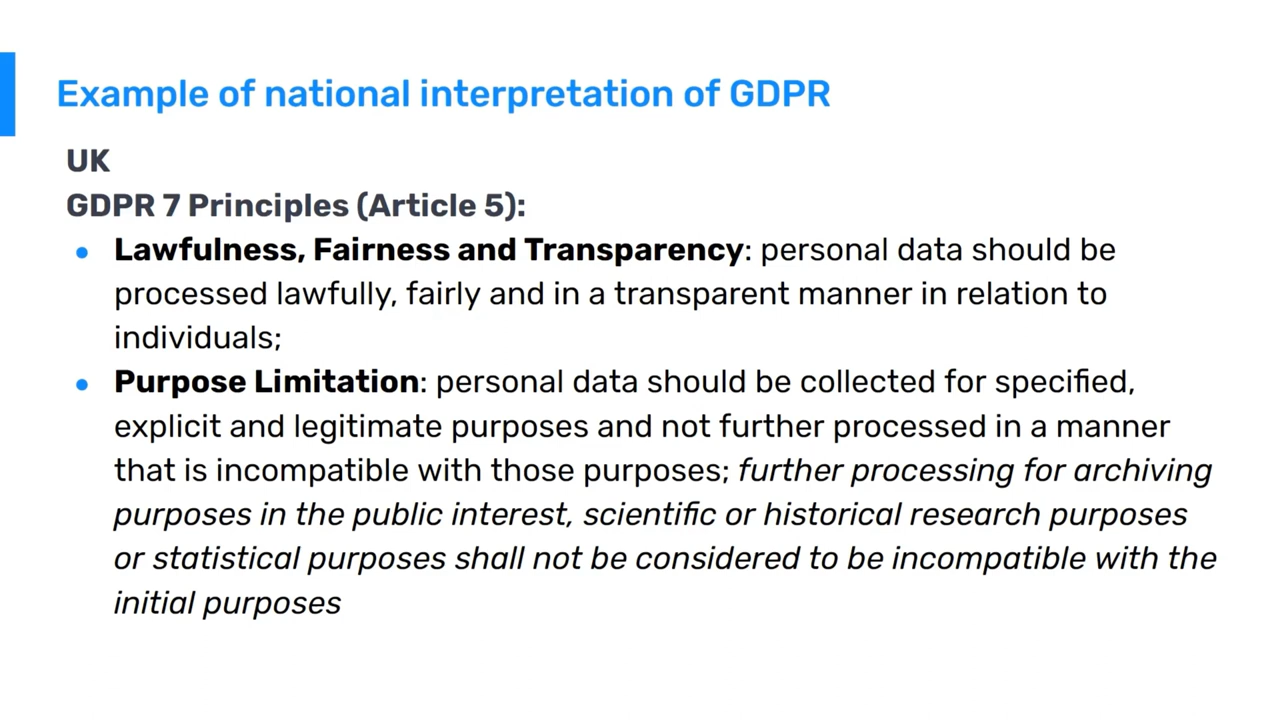 Example of national interpretation of GDPR
UK
GDPR 7 Principles (Article 5):
• Lawfulness, Fairness and Transparency: personal data should be
processed lawfully, fairly and in a transparent manner in relation to
individuals;
• Purpose Limitation: personal data should be collected for specified,
explicit and legitimate purposes and not further processed in a manner
that is incompatible with those purposes; further processing for archiving
purposes in the public interest, scientific or historical research purposes
or statistical purposes shall not be considered to be incompatible with the
initial purposes